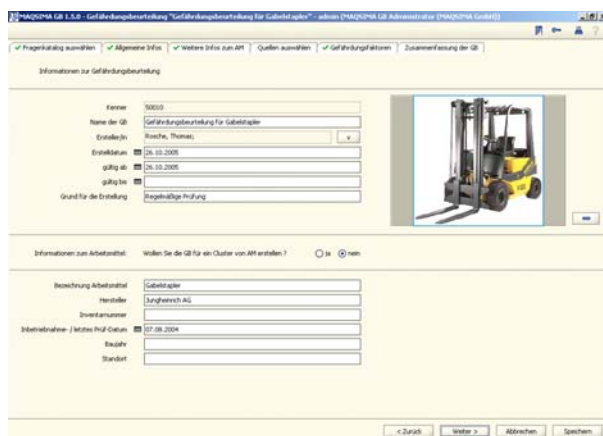 MAQSIMA GB 1.5.0 - Gefährdungsbeurteilung "Gefährdungsbeurteilung für Gabelstapler" - admin (MAQSIMA GB Administrator (MAQSIMA GmbH))
Fragenkatalog auswählen Allgemeine Infos Weitere Infos zum AM Quellen auswählen Gefährdungsfaktoren Zusammenfassung der GB
Informationen zur Gefährdungsbeurteilung
Kenner 50010
Name der GB Gefährdungsbeurteilung für Gabelstapler
Ersteller/in Rosche, Thomas;
Erstelldatum 26.10.2005
gültig ab 26.10.2005
gültig bis
Grund für die Erstellung Regelmäßige Prüfung
Informationen zum Arbeitsmittel: Wollen Sie die GB für ein Cluster von AM erstellen ? ja nein
Bezeichnung Arbeitsmittel Gabelstapler
Hersteller Jungheinrich AG
Inventarnummer
Inbetriebnahme- / letztes Prüf-Datum 07.08.2004
Baujahr
Standort
< Zurück Weiter > Abbrechen Speichern